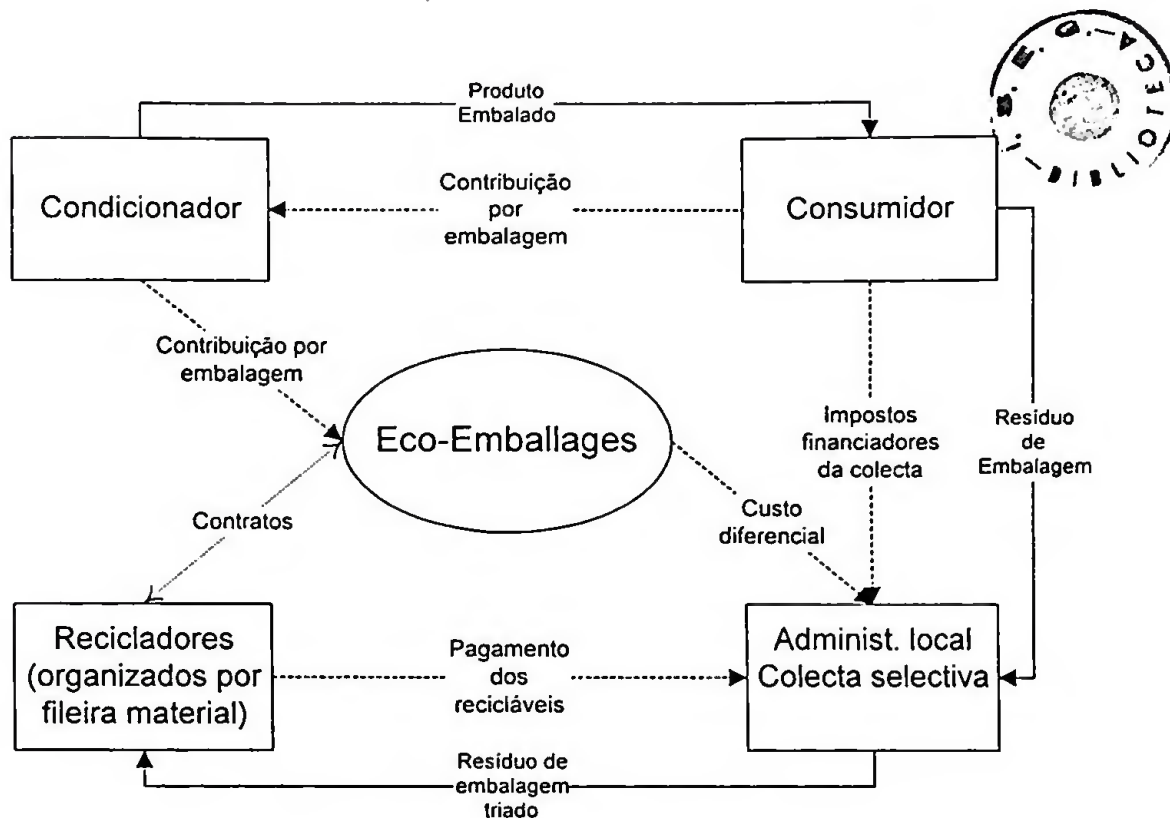 Produto
Embalado
I.S.E.G.-BIBLIOTECA-
Condicionador
Contribuição
por
embalagem
Consumidor
Contribuição por
embalagem
Eco-Emballages
Impostos
financiadores
da colecta
Resíduo
de
Embalagem
Contratos
Custo
diferencial
Recicladores
(organizados por
fileira material)
Pagamento
dos
recicláveis
Administ. local
Colecta selectiva
Resíduo de
embalagem
triado